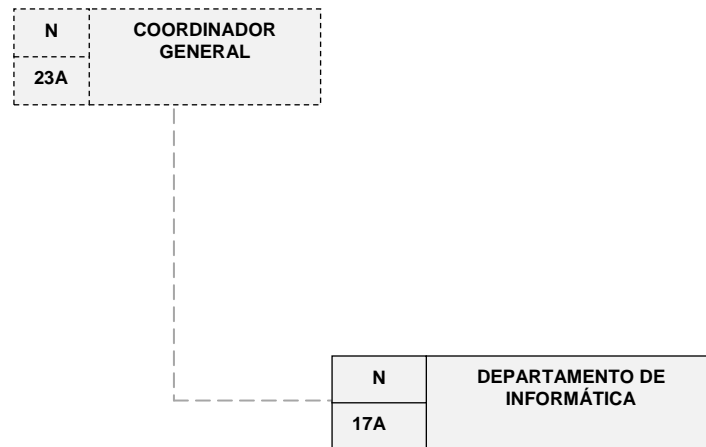 N
COORDINADOR
GENERAL
23A
N
DEPARTAMENTO DE
INFORMÁTICA
17A